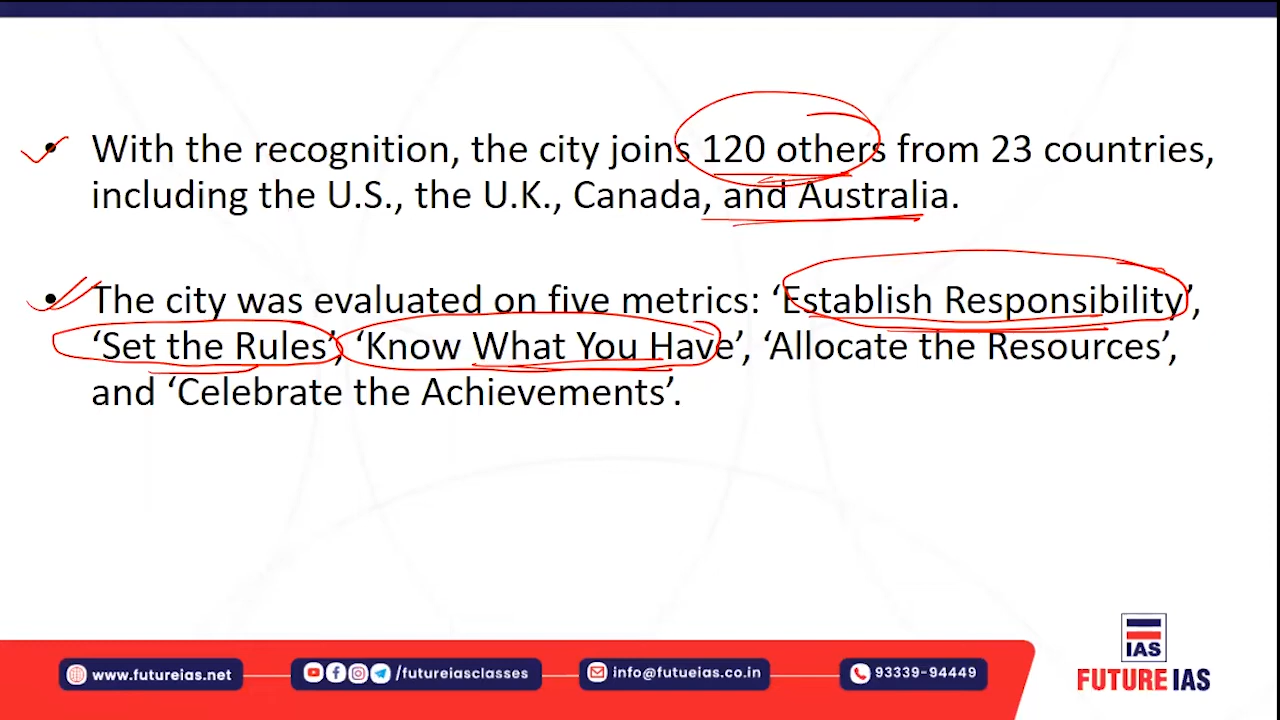 • With the recognition, the city joins 120 others from 23 countries,
including the U.S., the U.K., Canada, and Australia.
• The city was evaluated on five metrics: ‘Establish Responsibility’,
‘Set the Rules’, ‘Know What You Have’, ‘Allocate the Resources’,
and ‘Celebrate the Achievements’.
www.futureias.net
/futureiasclasses
info@futueias.co.in
93339-94449
IAS
FUTURE IAS